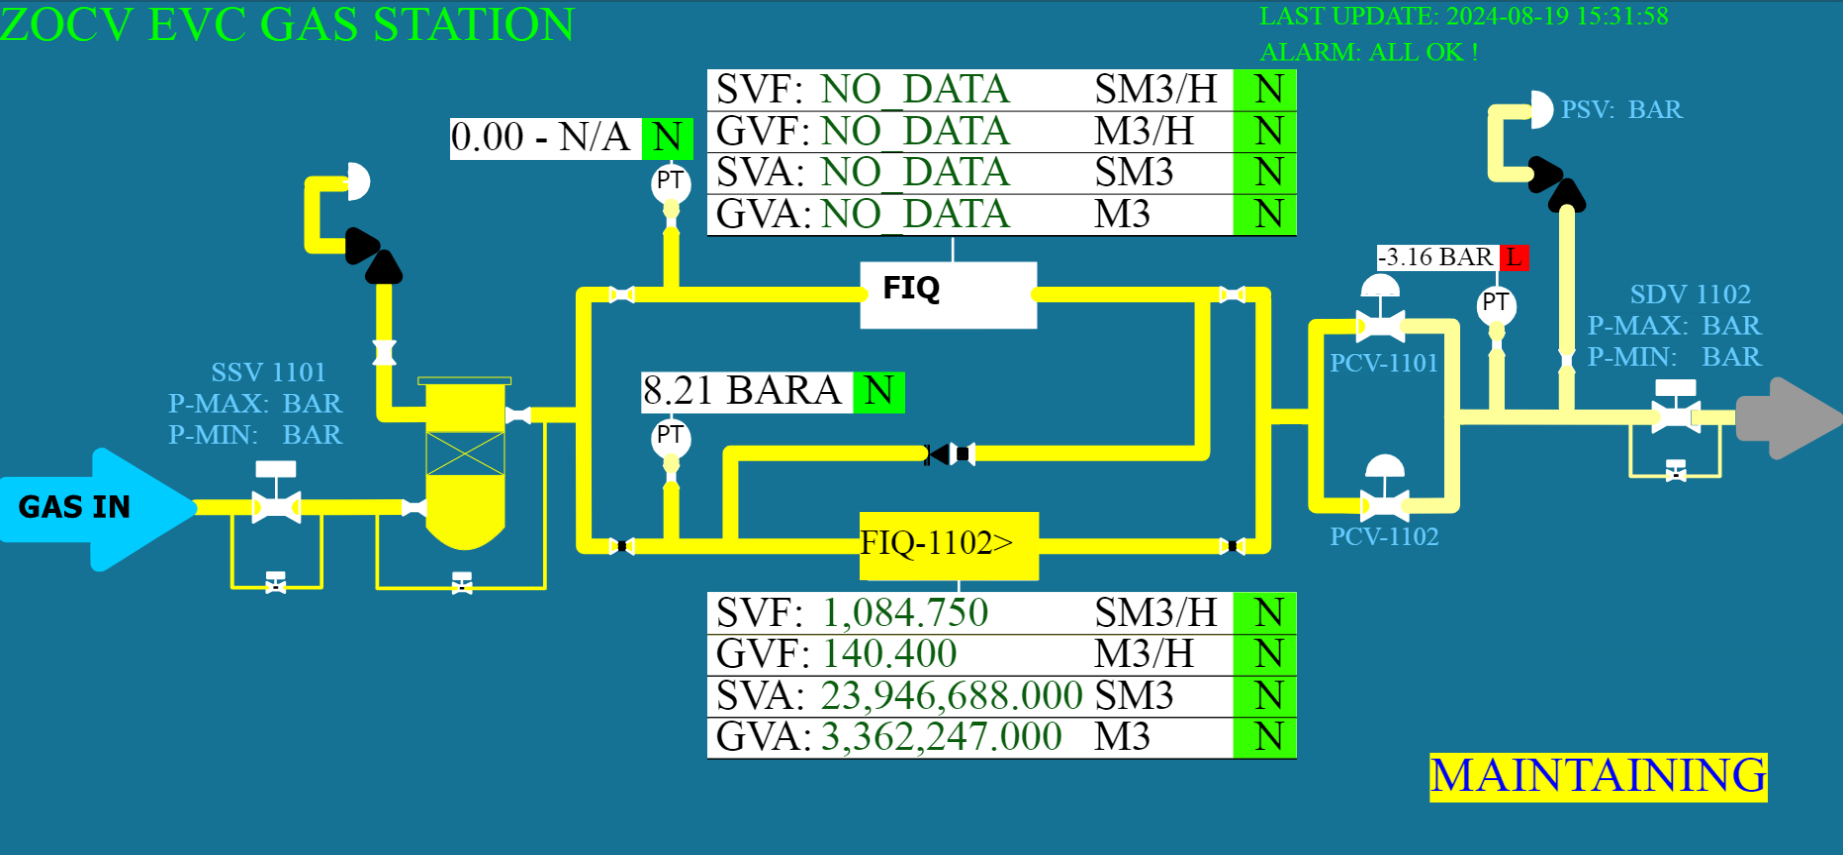 ZOCV EVC GAS STATION
LAST UPDATE: 2024-08-19 15:31:58
ALARM: ALL OK !
SVF: NO_DATA SM3/H N
GVF: NO_DATA M3/H N
SVA: NO_DATA SM3 N
GVA: NO_DATA M3 N
0.00 - N/A N
PT
PSV: BAR
-3.16 BAR L
PT
FIQ
SDV 1102
P-MAX: BAR
P-MIN: BAR
PCV-1101
SSV 1101
P-MAX: BAR
P-MIN: BAR
8.21 BARA N
PT
GAS IN
PCV-1102
FIQ-1102>
SVF: 1,084.750 SM3/H N
GVF: 140.400 M3/H N
SVA: 23,946,688.000 SM3 N
GVA: 3,362,247.000 M3 N
MAINTAINING